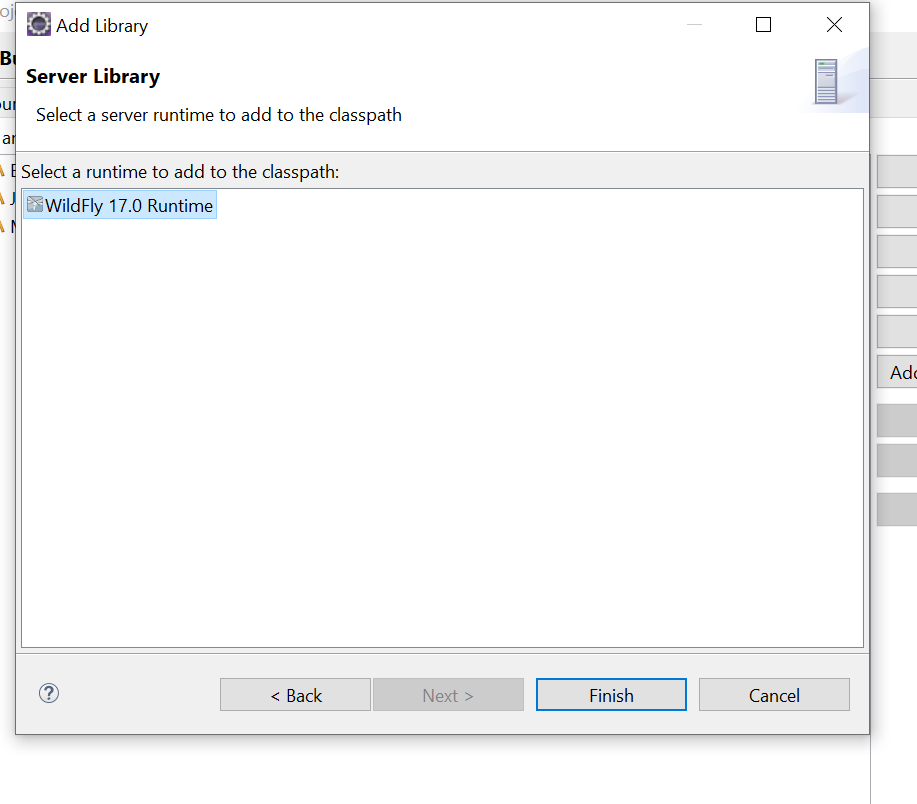 Add Library
Server Library
Select a server runtime to add to the classpath
Select a runtime to add to the classpath:
WildFly 17.0 Runtime
? < Back Next > Finish Cancel